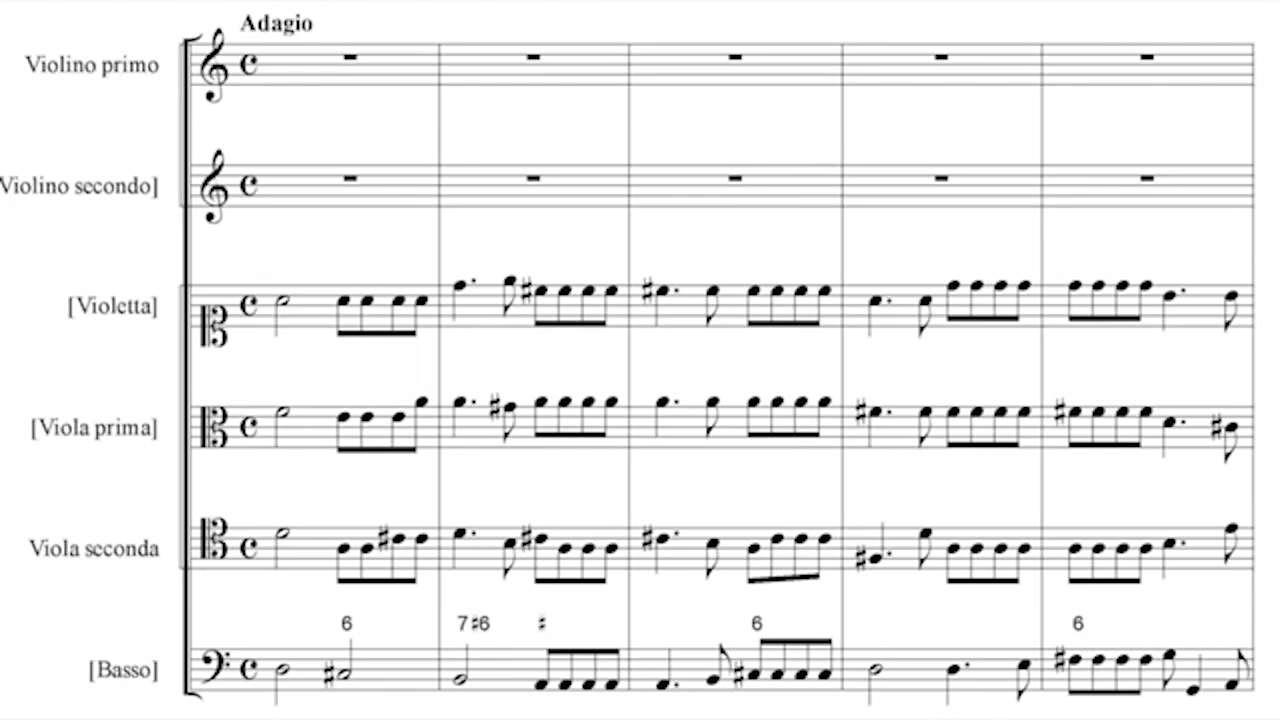 Adagio
Violino primo
Violino secondo]
[Violetta]
[Viola prima]
Viola seconda
6 7 ♯6 ♯ 6 6
[Basso]